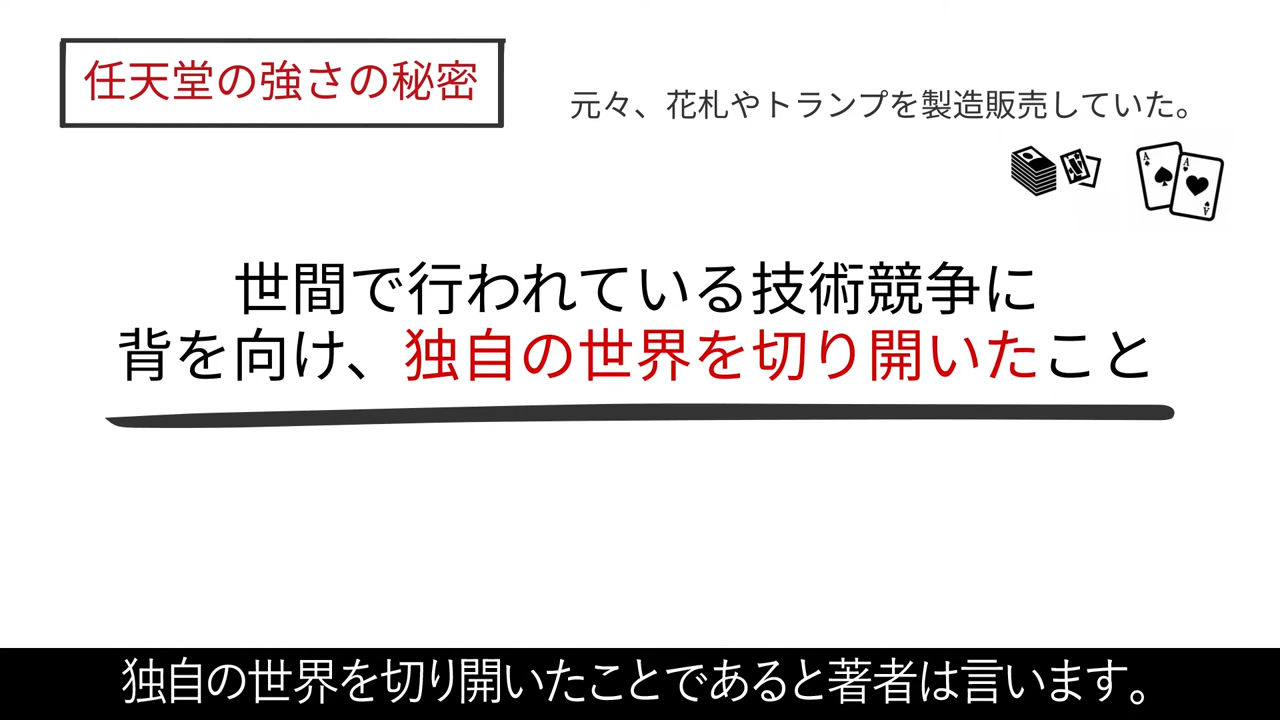 任天堂の強さの秘密
元々、花札やトランプを製造販売していた。
A
A
A
世間で行われている技術競争に
背を向け、独自の世界を切り開いたこと
独自の世界を切り開いたことであると著者は言います。